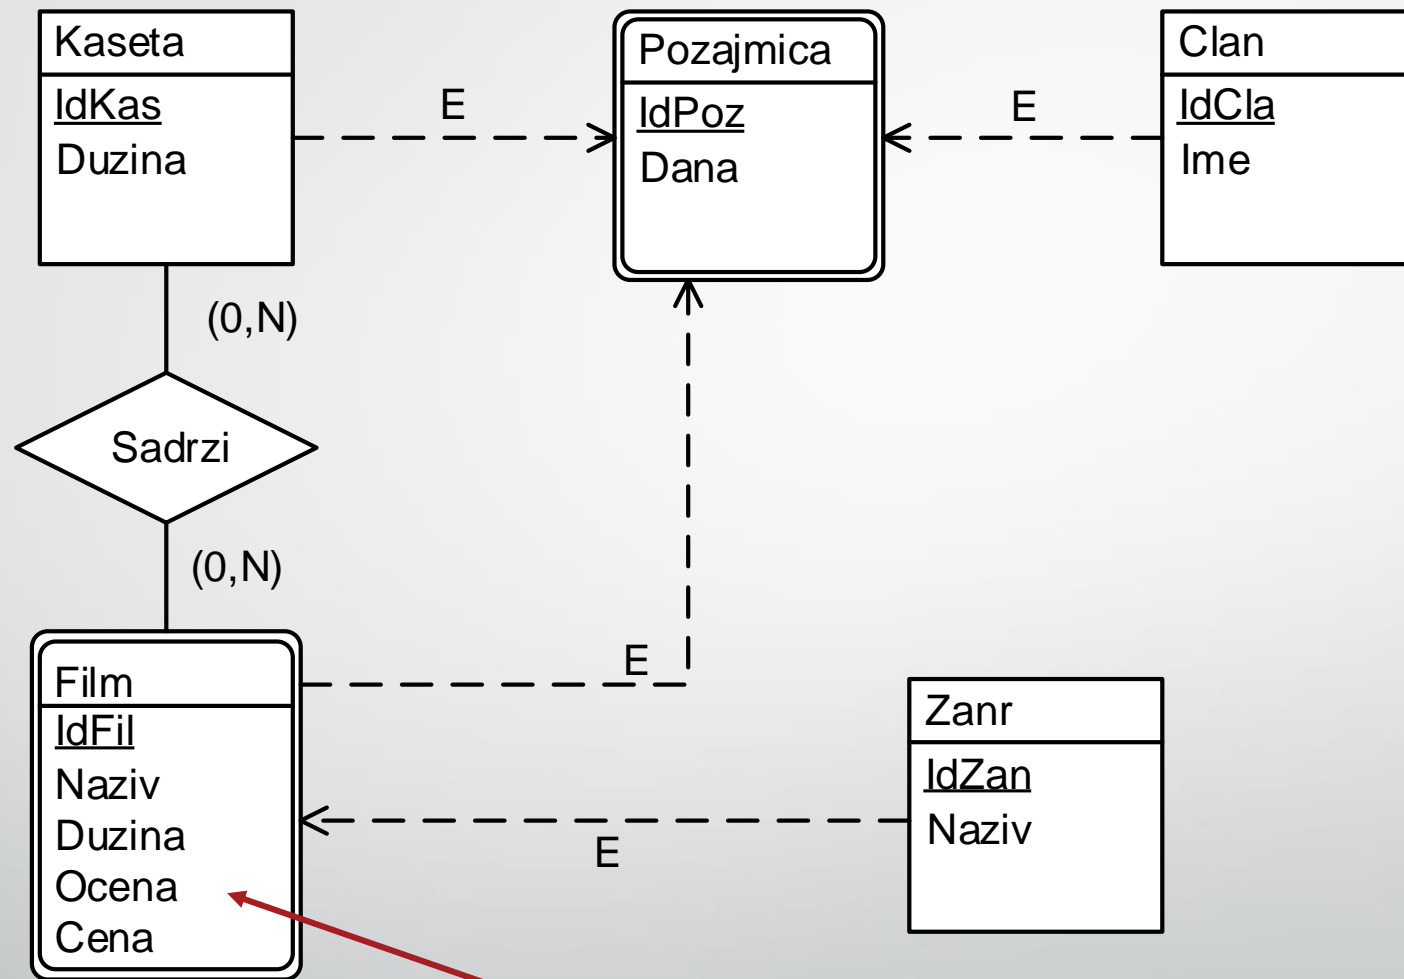 Kaseta
IdKas
Duzina
E
Pozajmica
IdPoz
Dana
E
Clan
IdCla
Ime
(0,N)
Sadrzi
(0,N)
Film
IdFil
Naziv
Duzina
Ocena
Cena
E
E
Zanr
IdZan
Naziv